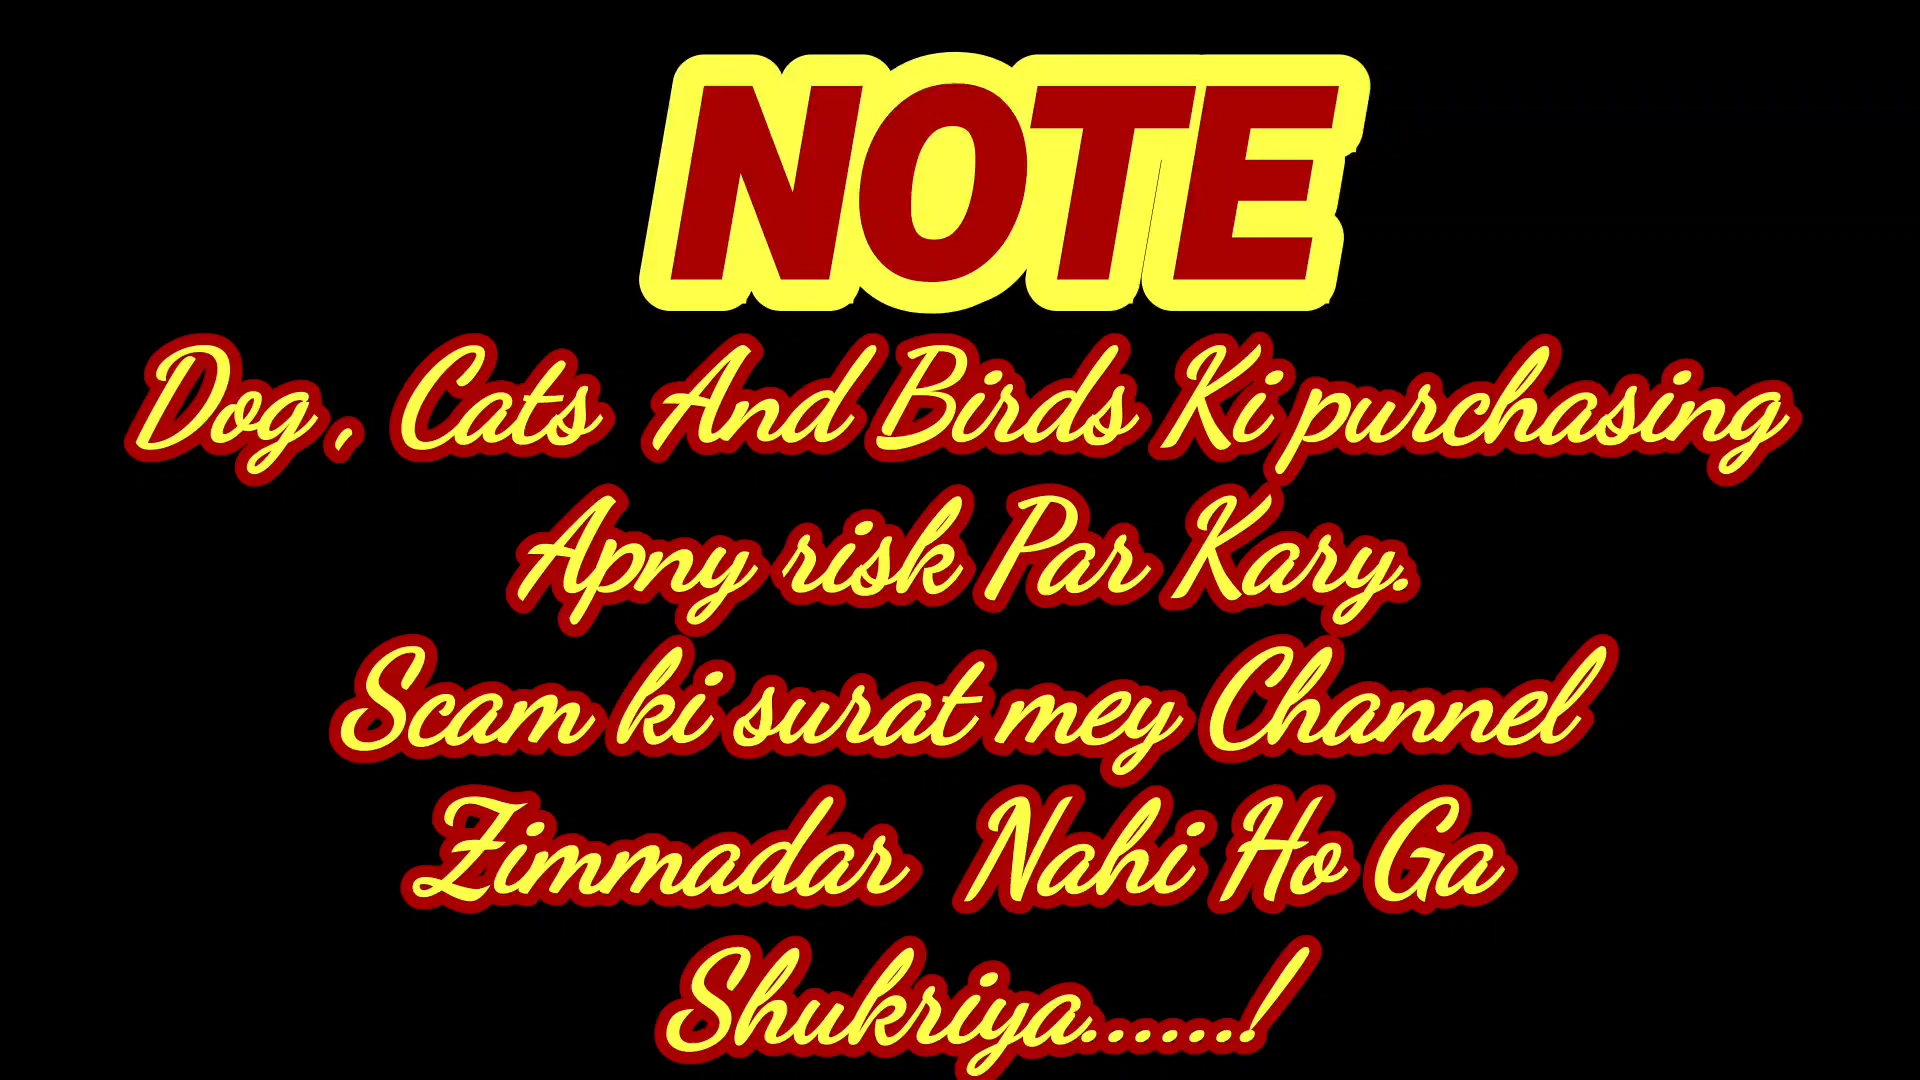 NOTE
Dog, Cats And Birds Ki purchasing
Apny risk Par Kary.
Scam ki surat mey Channel
Zimmadar Nahi Ho Ga
Shukriya......!